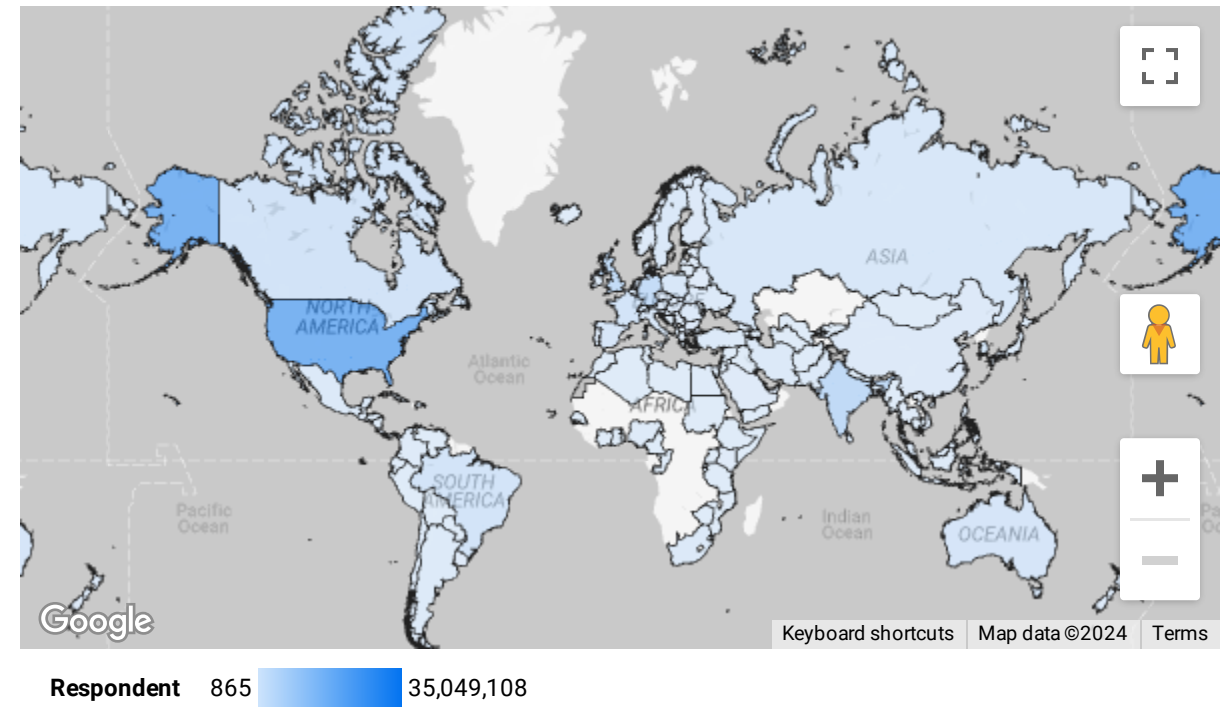 ASIA
NORTH
AMERICA
Atlantic
Ocean
AFRICA
SOUTH
AMERICA
Pacific
Ocean
Indian
Ocean
OCEANIA
Google
Keyboard shortcuts
Map data ©2024
Terms
Respondent 865 35,049,108